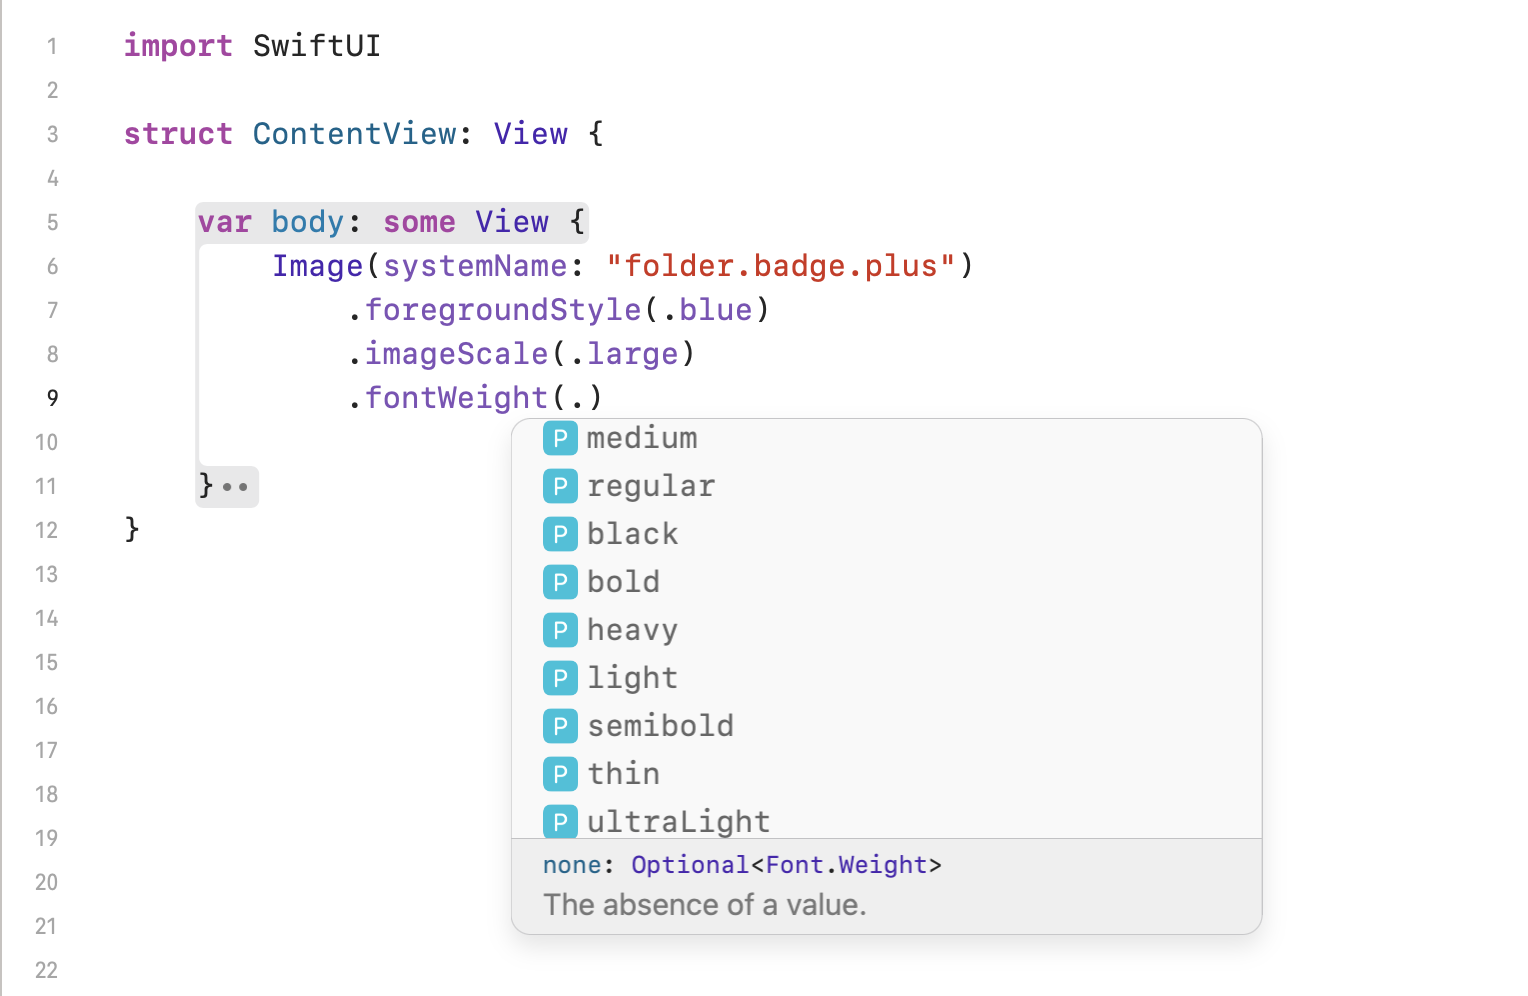 1 import SwiftUI
2
3 struct ContentView: View {
4
5 var body: some View {
6 Image(systemName: "folder.badge.plus")
7 .foregroundStyle(.blue)
8 .imageScale(.large)
9 .fontWeight(.)
10
11 }
12 }
13
14
15
16
17
18
19
20
21
22
P medium
P regular
P black
P bold
P heavy
P light
P semibold
P thin
P ultraLight
none: Optional<Font.Weight>
The absence of a value.